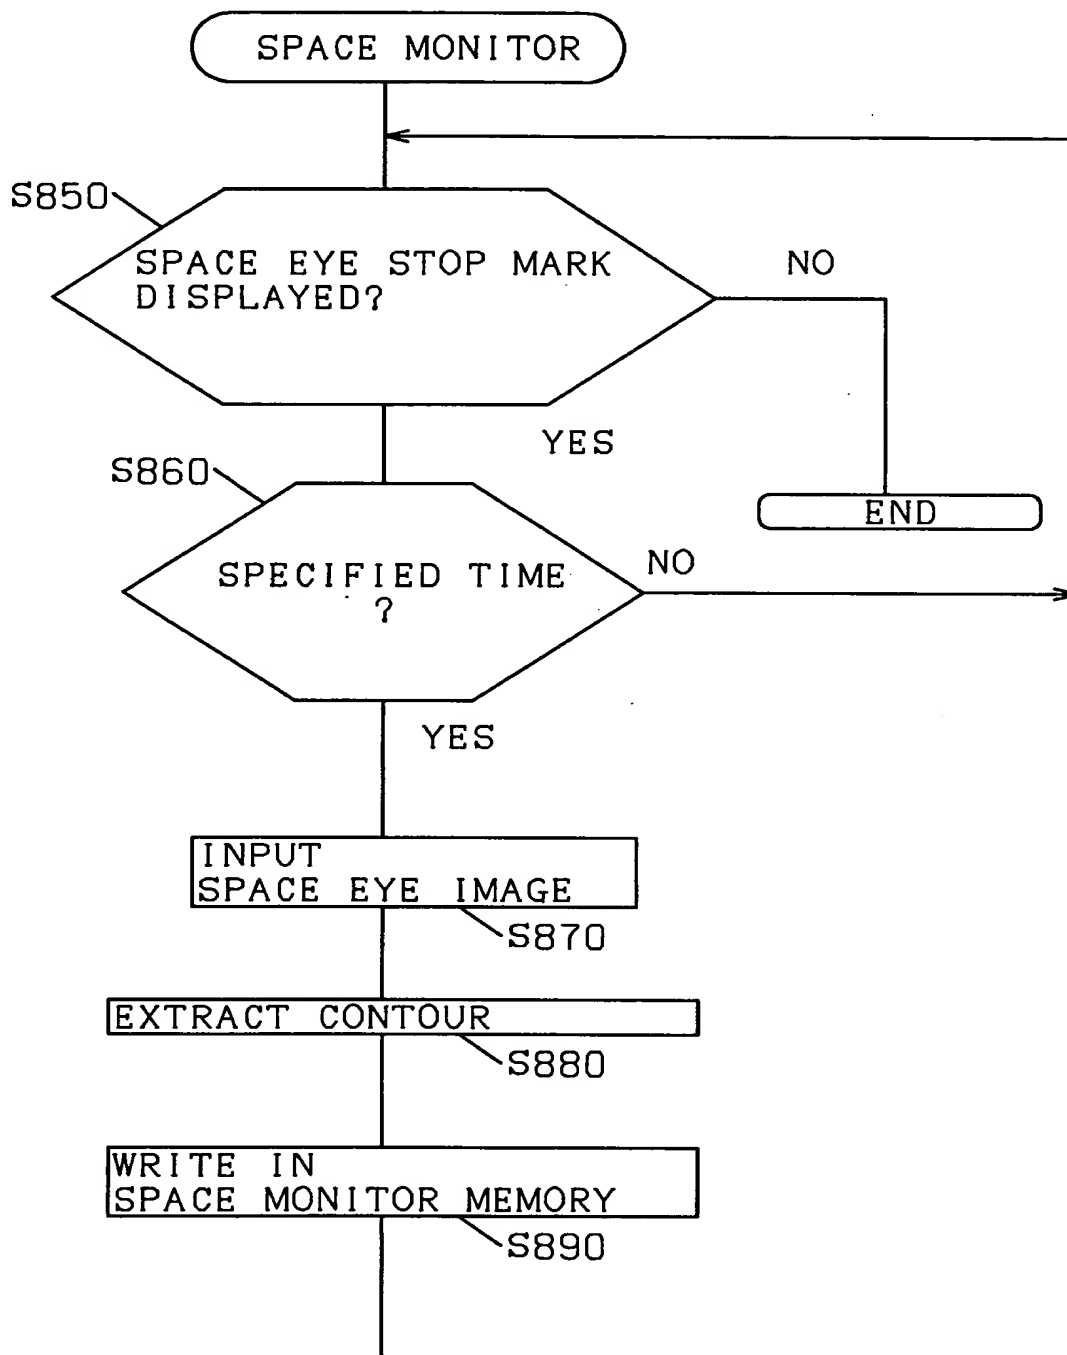 SPACE MONITOR
S850
SPACE EYE STOP MARK
DISPLAYED?
NO
YES
S860
END
SPECIFIED TIME
?
NO
YES
INPUT
SPACE EYE IMAGE
S870
EXTRACT CONTOUR
S880
WRITE IN
SPACE MONITOR MEMORY
S890